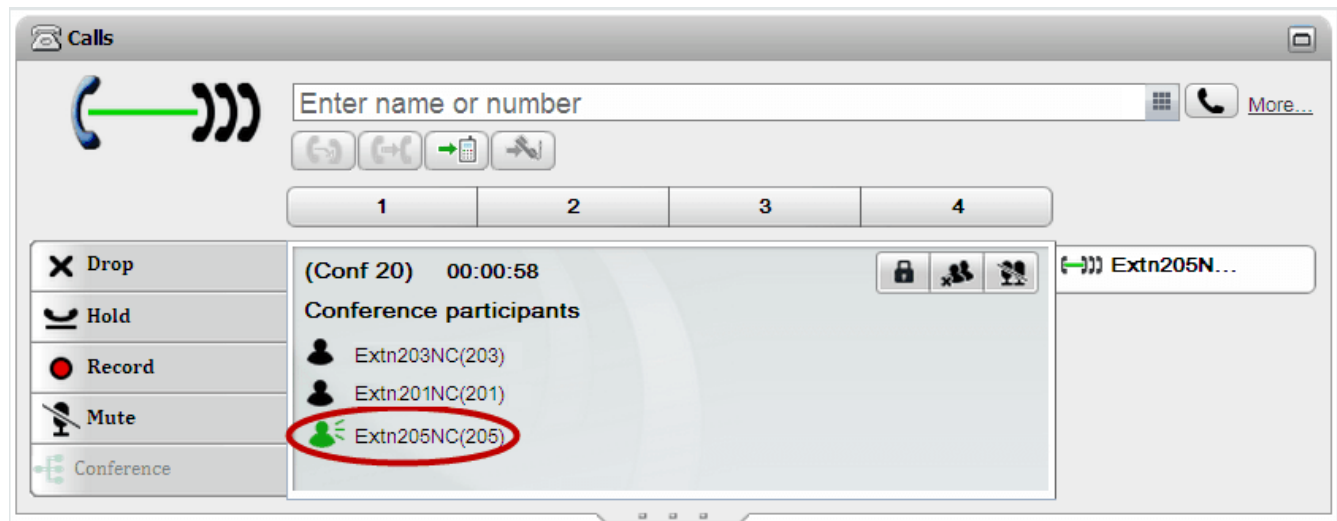 Calls
Enter name or number
More...
1 2 3 4
Drop
Hold
Record
Mute
Conference
(Conf 20) 00:00:58
Conference participants
Extn203NC(203)
Extn201NC(201)
Extn205NC(205)
Extn205N...